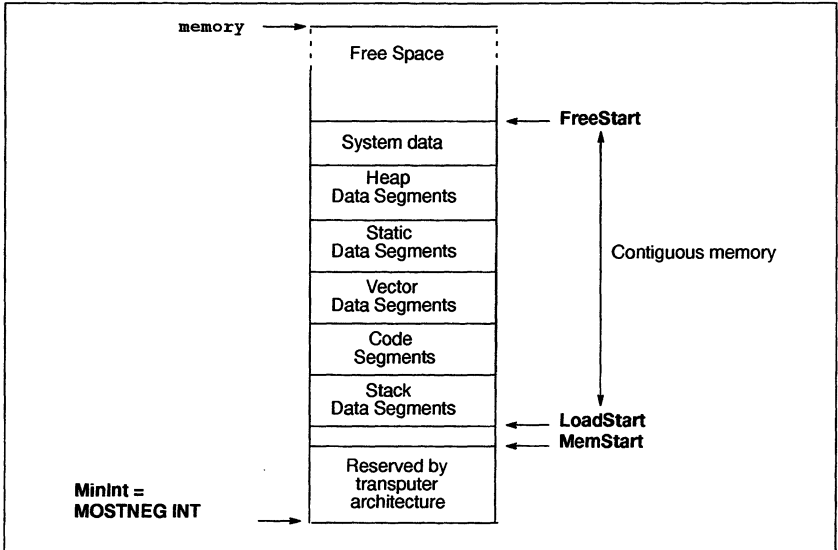 memory
Free Space
FreeStart
System data
Heap
Data Segments
Static
Data Segments
Contiguous memory
Vector
Data Segments
Code
Segments
Stack
Data Segments
LoadStart
MemStart
Reserved by
transputer
architecture
MinInt =
MOSTNEG INT